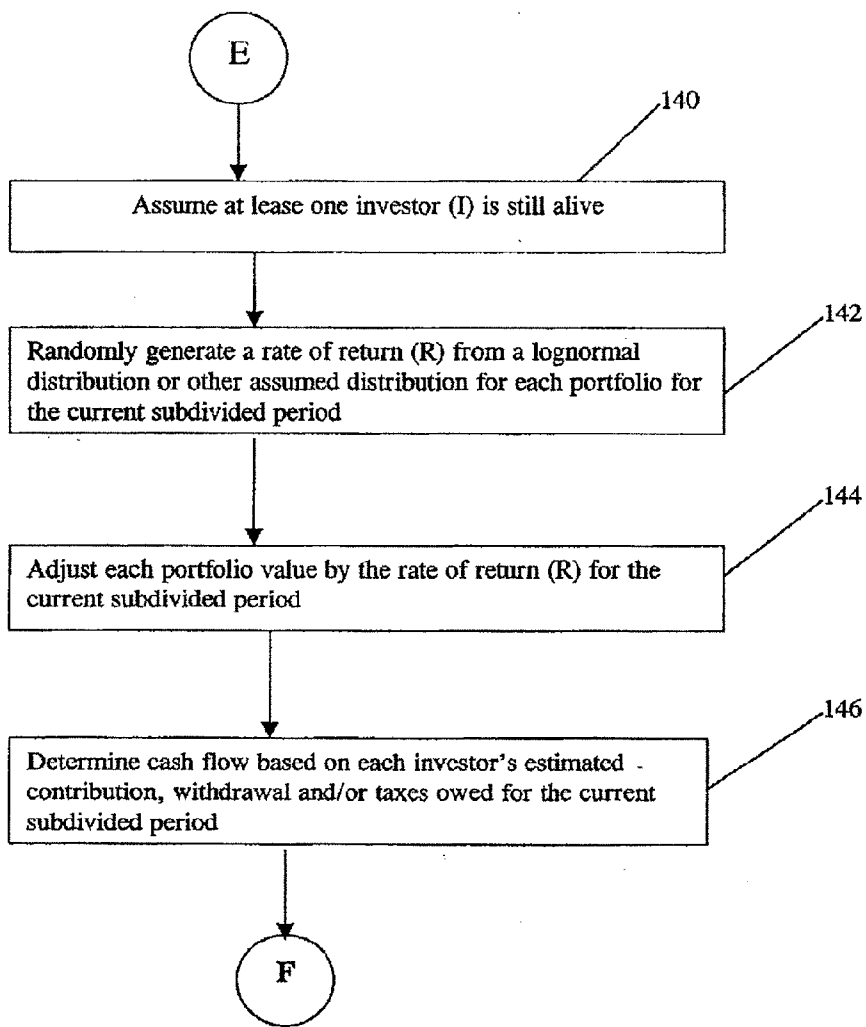 E
140
Assume at lease one investor (I) is still alive
142
Randomly generate a rate of return (R) from a lognormal
distribution or other assumed distribution for each portfolio for
the current subdivided period
144
Adjust each portfolio value by the rate of return (R) for the
current subdivided period
146
Determine cash flow based on each investor's estimated
contribution, withdrawal and/or taxes owed for the current
subdivided period
F